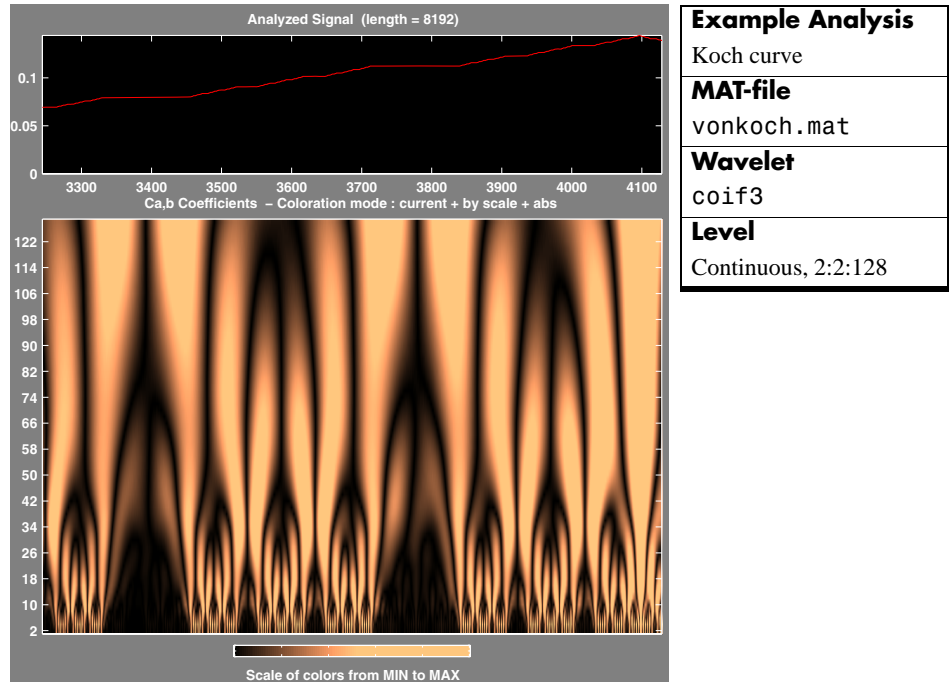 Analyzed Signal (length = 8192)
0.1
0.05
0
3300 3400 3500 3600 3700 3800 3900 4000 4100
Ca,b Coefficients − Coloration mode : current + by scale + abs
122
114
106
98
90
82
74
66
58
50
42
34
26
18
10
2
Scale of colors from MIN to MAX
Example Analysis
Koch curve
MAT-file
vonkoch.mat
Wavelet
coif3
Level
Continuous, 2:2:128